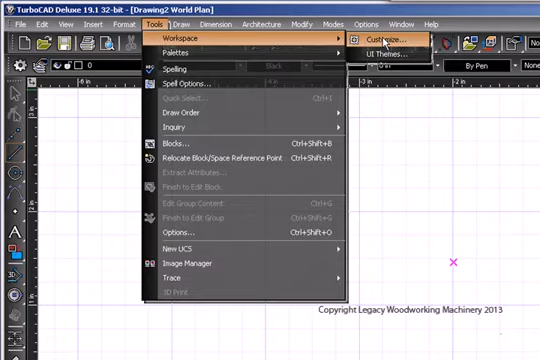 TurboCAD Deluxe 19.1 32-bit - [Drawing2 World Plan]
File Edit View Insert Format Tools Draw Dimension Architecture Modify Modes Options Window Help
Workspace
Customize...
Palettes
UI Themes...
0
Black
0 in
By Pen
None
Spelling
Spell Options...
Quick Select... Ctrl+I
Draw Order
Inquiry
Blocks... Ctrl+Shift+B
Relocate Block/Space Reference Point Ctrl+Shift+R
Extract Attributes...
Finish to Edit Block
Edit Group Content Ctrl+G
Finish to Edit Group Ctrl+Shift+G
Options... Ctrl+Shift+O
New UCS
Image Manager
Trace
3D Print
Copyright Legacy Woodworking Machinery 2013